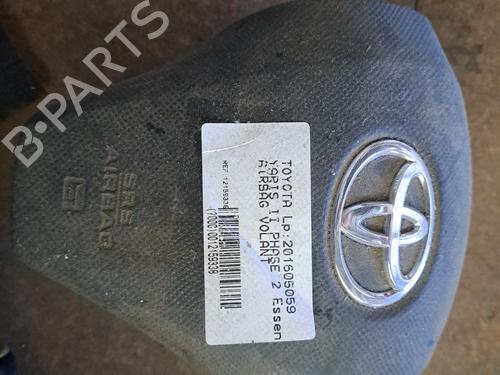 B-PARTS
SRS
AIRBAG
TOYOTA Lp:201605059
YARIS II PHASE 2 Essen
AIRBAG VOLANT